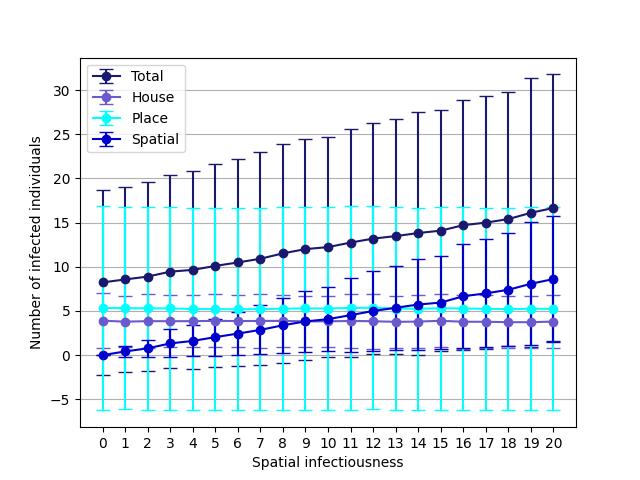 Total
House
Place
Spatial
30
25
20
15
10
5
0
−5
Number of infected individuals
0 1 2 3 4 5 6 7 8 9 10 11 12 13 14 15 16 17 18 19 20
Spatial infectiousness